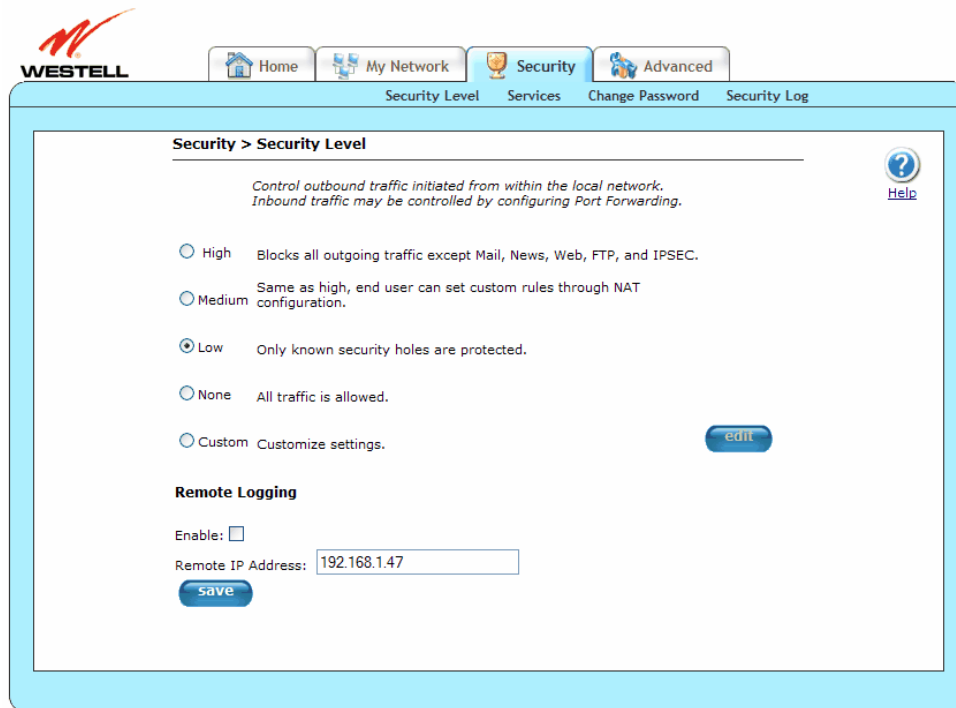 WESTELL
Home
My Network
Security
Advanced
Security Level
Services
Change Password
Security Log
Security > Security Level
Help
Control outbound traffic initiated from within the local network.
Inbound traffic may be controlled by configuring Port Forwarding.
High
Blocks all outgoing traffic except Mail, News, Web, FTP, and IPSEC.
Medium
Same as high, end user can set custom rules through NAT
configuration.
Low
Only known security holes are protected.
None
All traffic is allowed.
Custom
Customize settings.
edit
Remote Logging
Enable:
Remote IP Address:
192.168.1.47
save